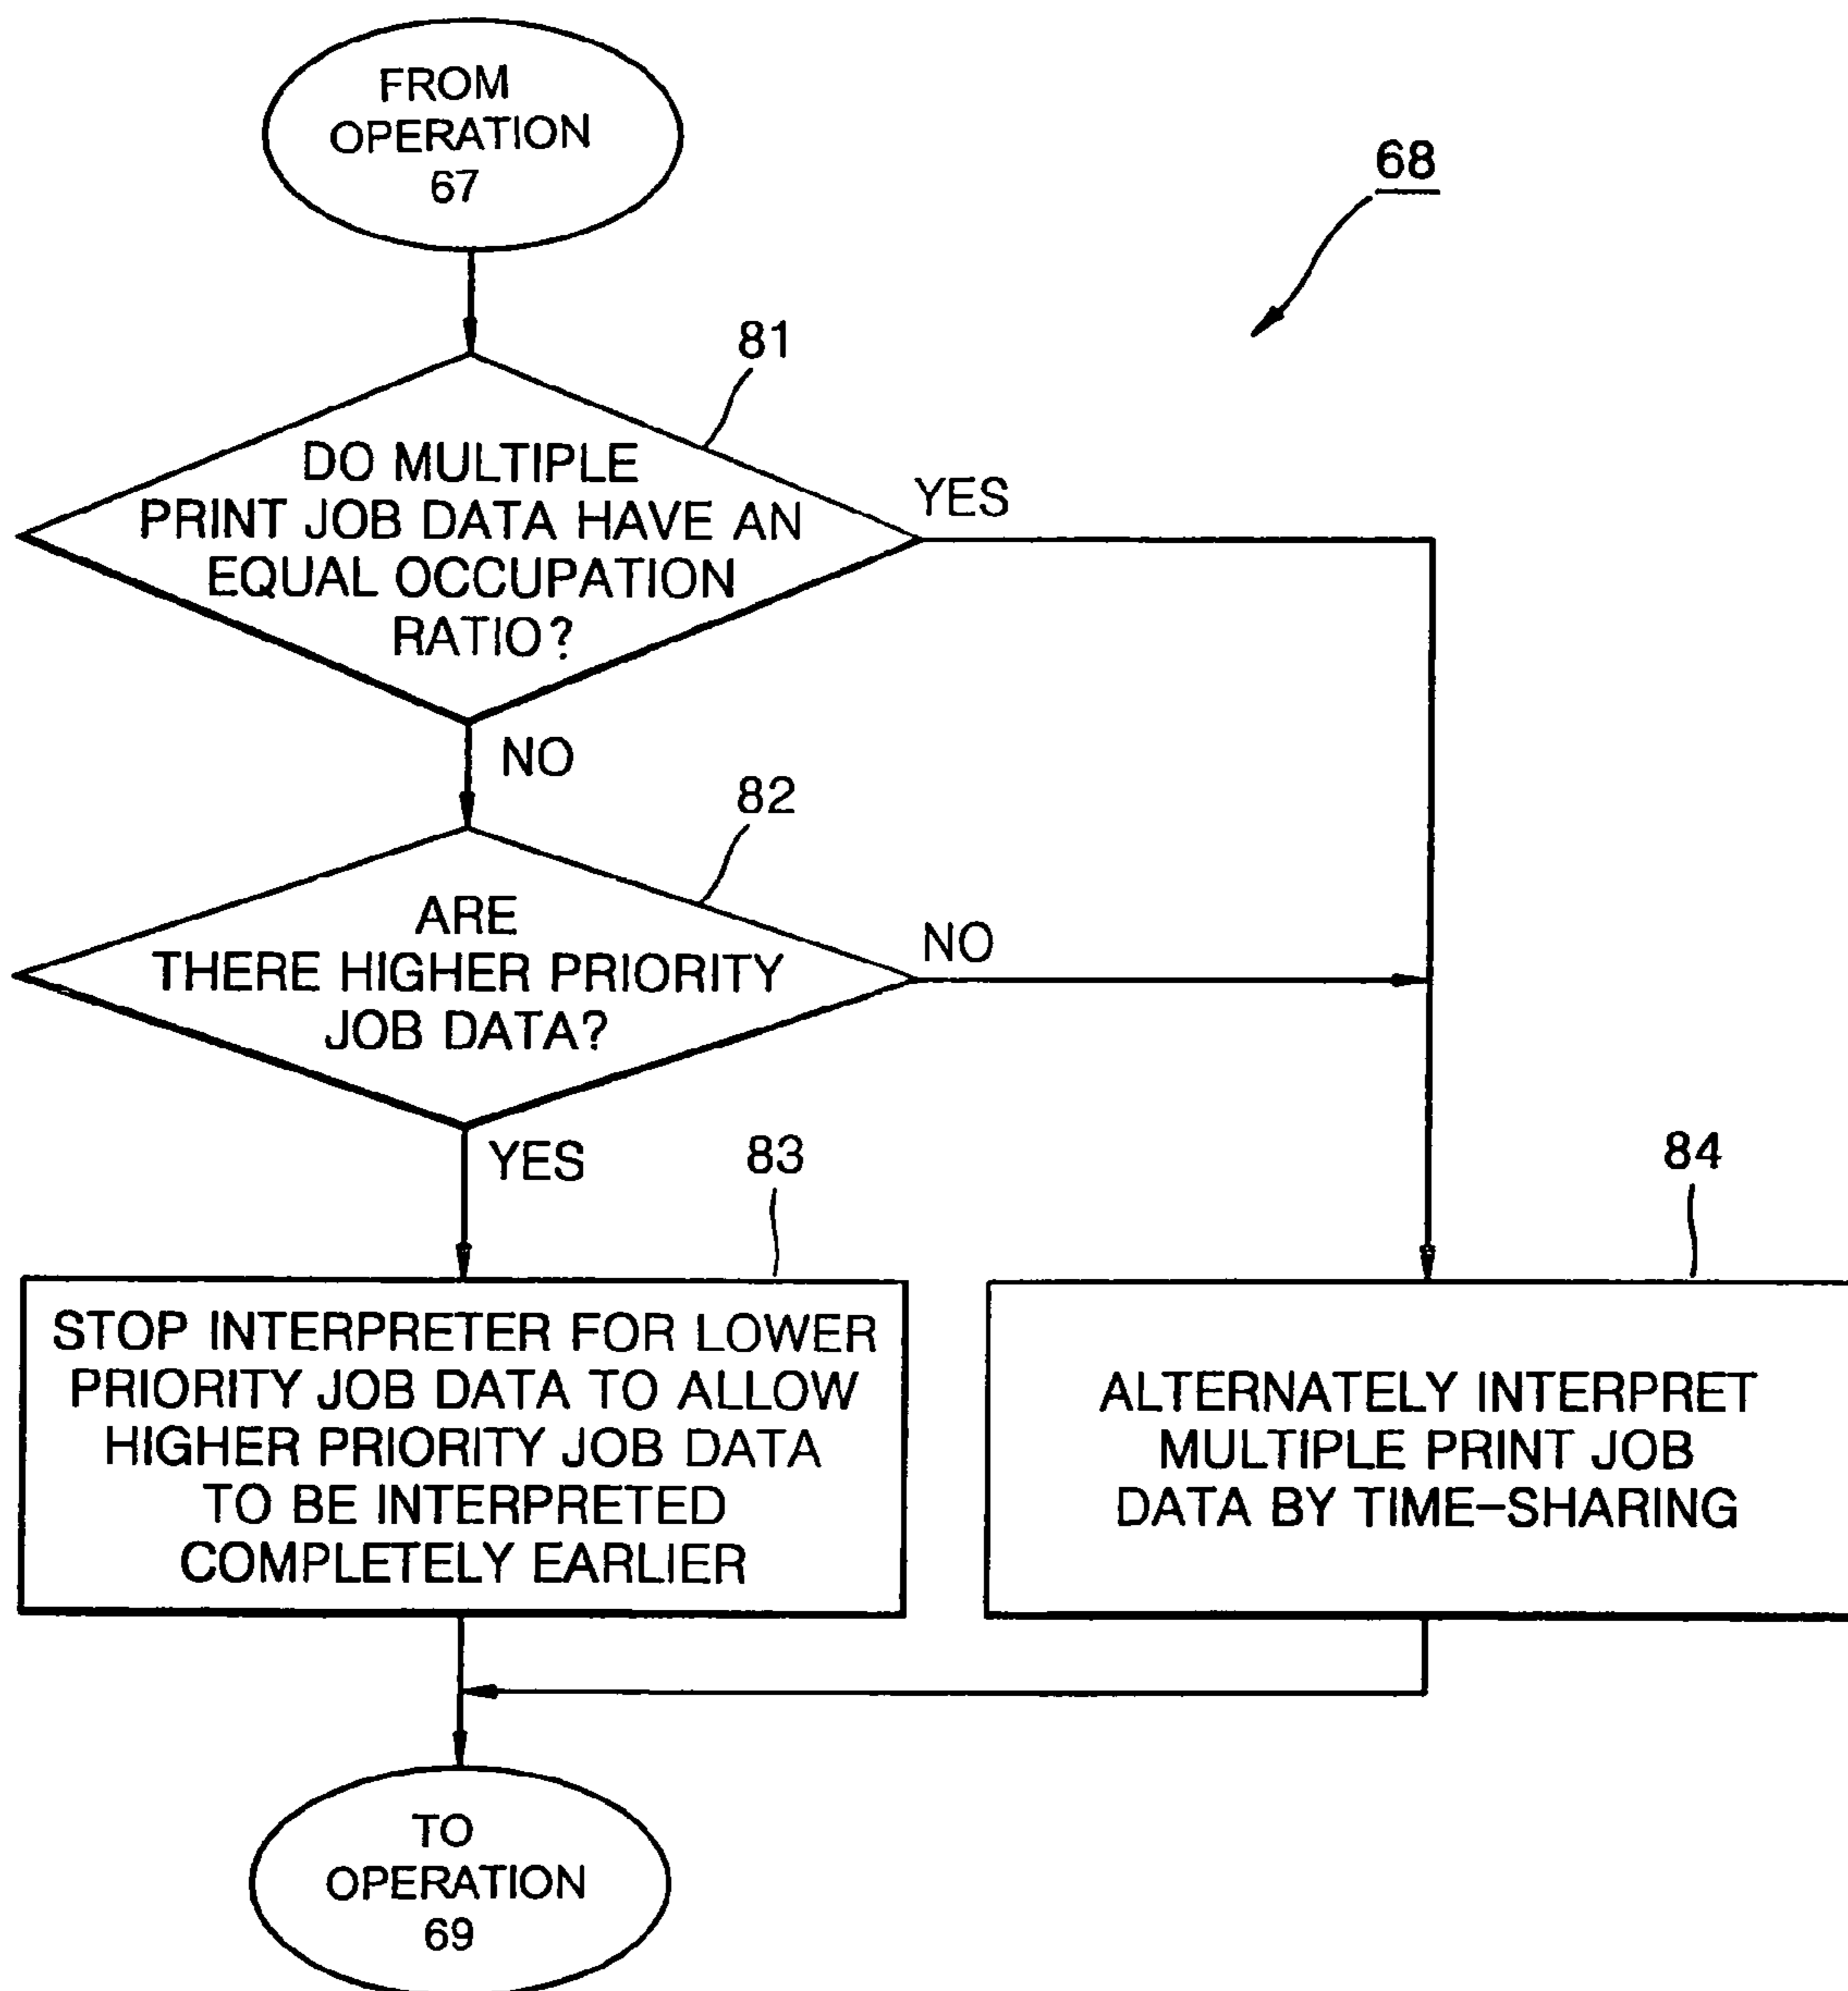 FROM
OPERATION
67
68
81
DO MULTIPLE
PRINT JOB DATA HAVE AN
EQUAL OCCUPATION
RATIO?
YES
NO
82
ARE
THERE HIGHER PRIORITY
JOB DATA?
NO
YES
83
84
STOP INTERPRETER FOR LOWER
PRIORITY JOB DATA TO ALLOW
HIGHER PRIORITY JOB DATA
TO BE INTERPRETED
COMPLETELY EARLIER
ALTERNATELY INTERPRET
MULTIPLE PRINT JOB
DATA BY TIME-SHARING
TO
OPERATION
69